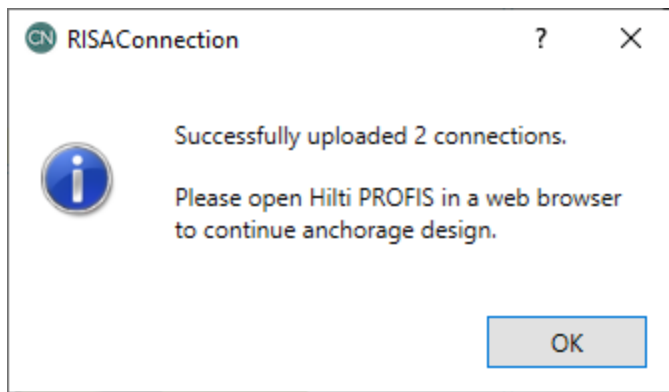 CN RISAConnection ? X
Successfully uploaded 2 connections.
Please open Hilti PROFIS in a web browser
to continue anchorage design.
OK